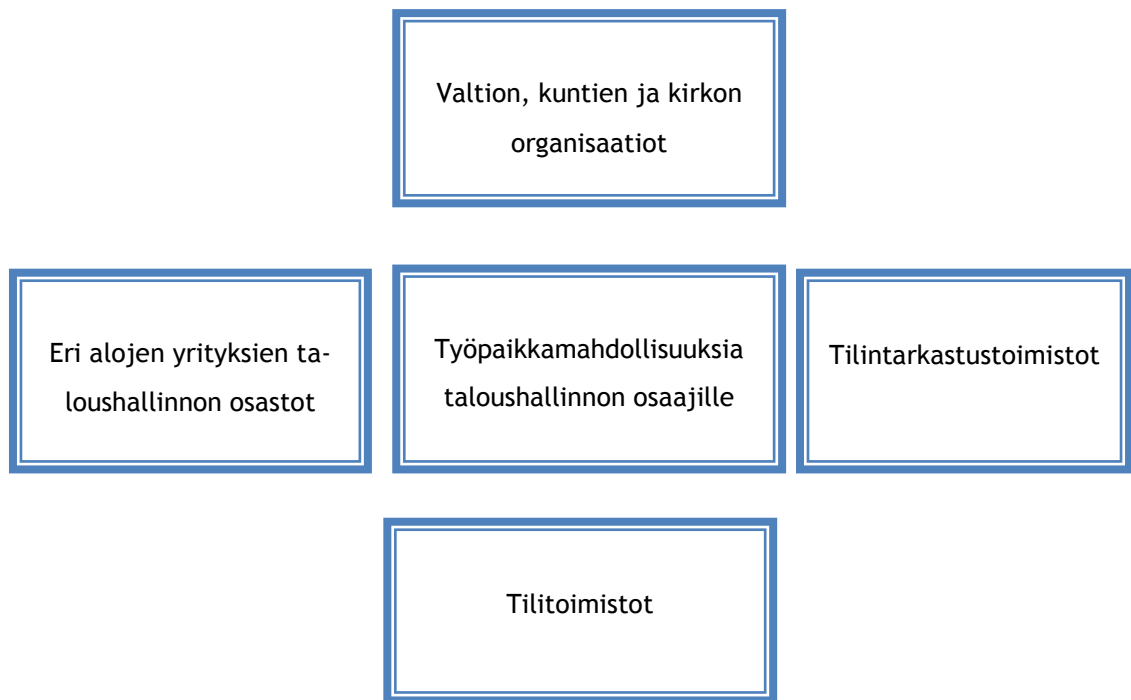 Valtion, kuntien ja kirkon
organisaatiot
Eri alojen yrityksien ta-
loushallinnon osastot
Työpaikkamahdollisuuksia
taloushallinnon osaajille
Tilintarkastustoimistot
Tilitoimistot